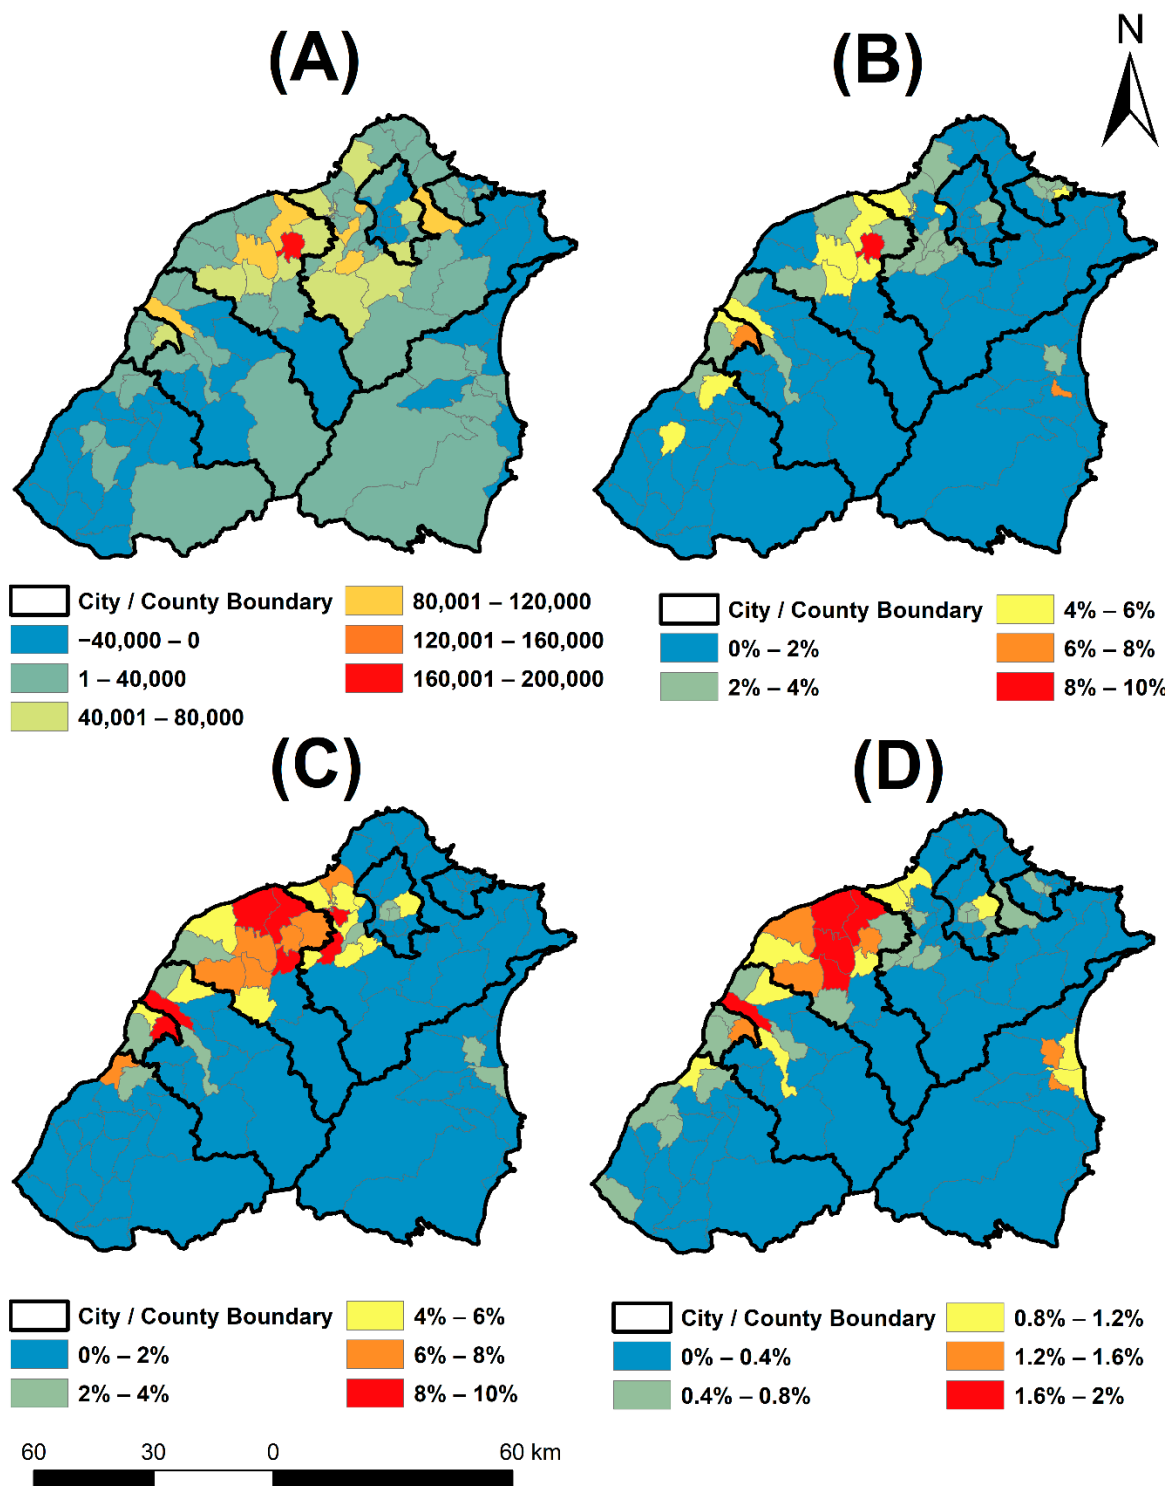 (A)
(B)
N
City / County Boundary
−40,000 – 0
1 – 40,000
40,001 – 80,000
80,001 – 120,000
120,001 – 160,000
160,001 – 200,000
City / County Boundary
0% – 2%
2% – 4%
4% – 6%
6% – 8%
8% – 10%
(C)
(D)
City / County Boundary
0% – 2%
2% – 4%
4% – 6%
6% – 8%
8% – 10%
City / County Boundary
0% – 0.4%
0.4% – 0.8%
0.8% – 1.2%
1.2% – 1.6%
1.6% – 2%
60 30 0 60 km